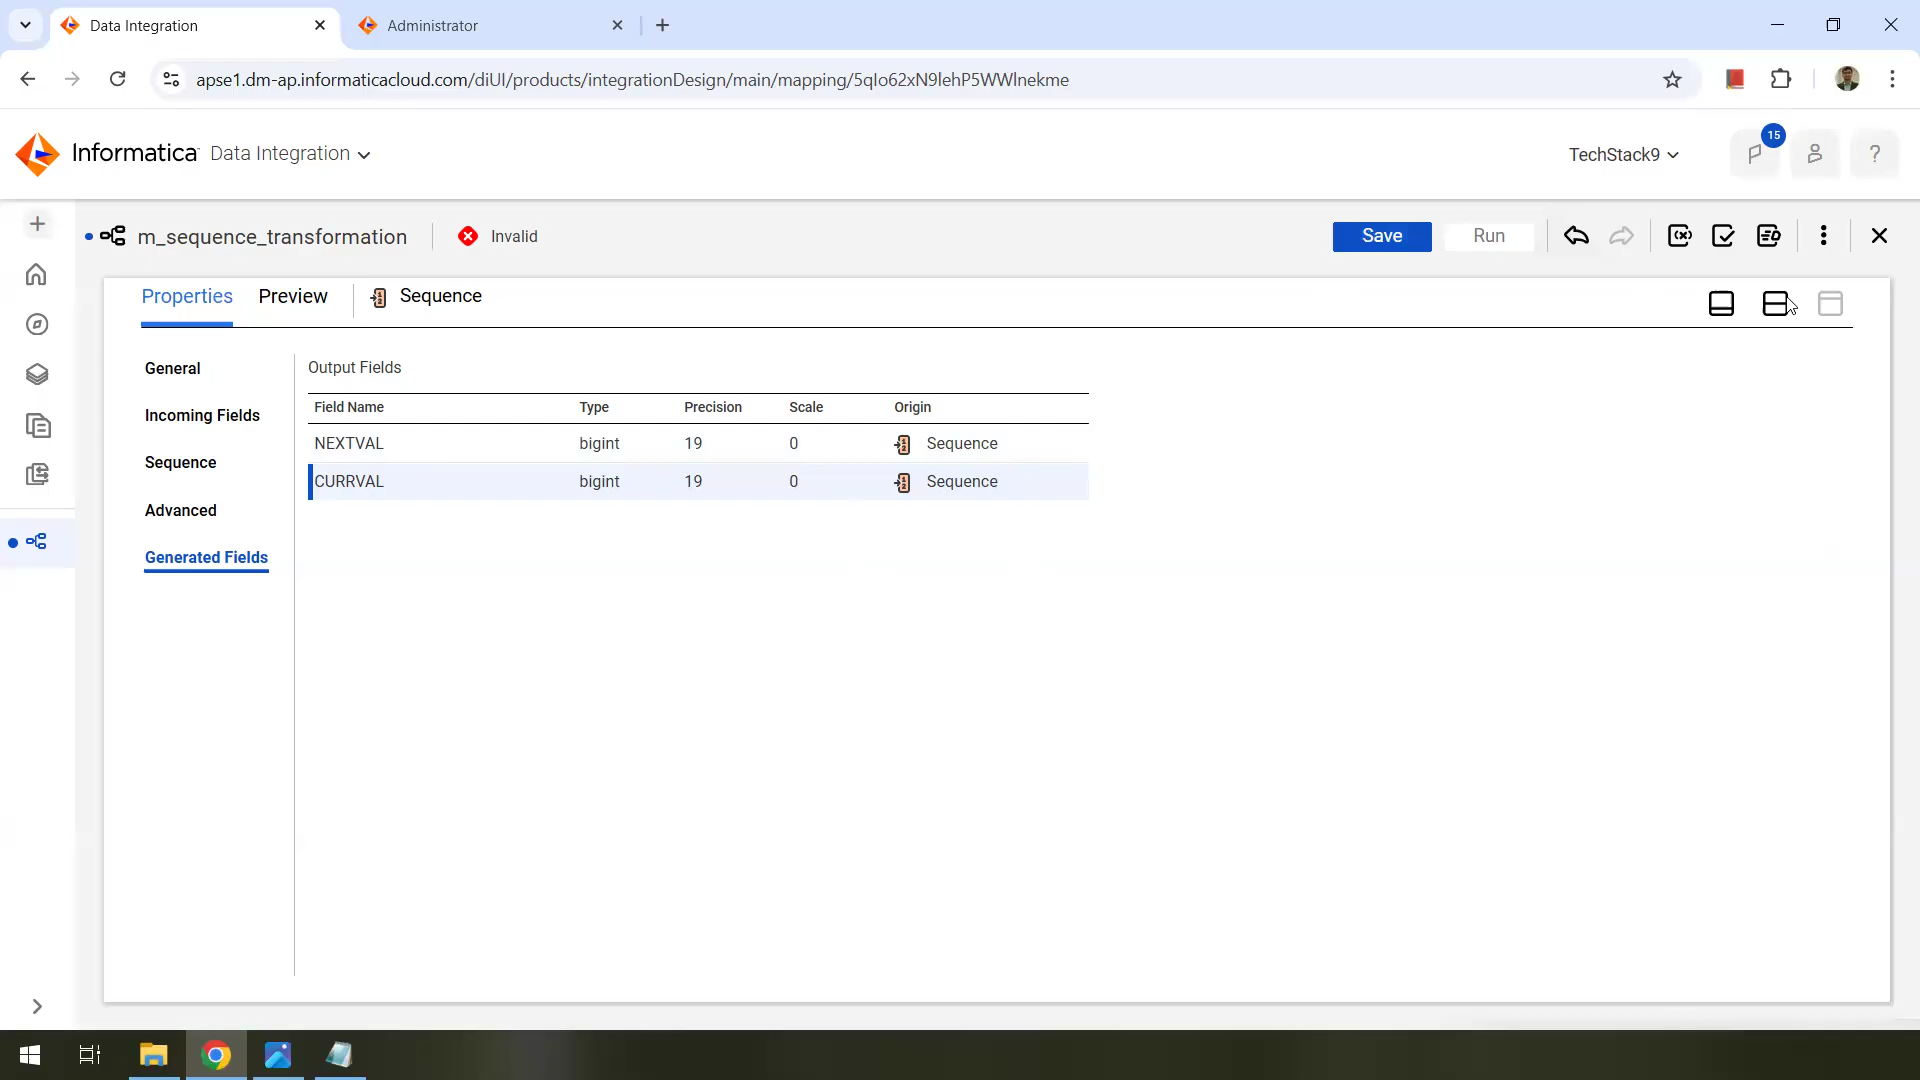 Data Integration
Administrator
apse1.dm-ap.informaticacloud.com/diUI/products/integrationDesign/main/mapping/5qIo62xN9lehP5WWlnekme
Informatica Data Integration
TechStack9
15
?
m_sequence_transformation
Invalid
Save
Run
Properties
Preview
Sequence
General
Incoming Fields
Sequence
Advanced
Generated Fields
Output Fields
Field Name Type Precision Scale Origin
NEXTVAL bigint 19 0 Sequence
CURRVAL bigint 19 0 Sequence